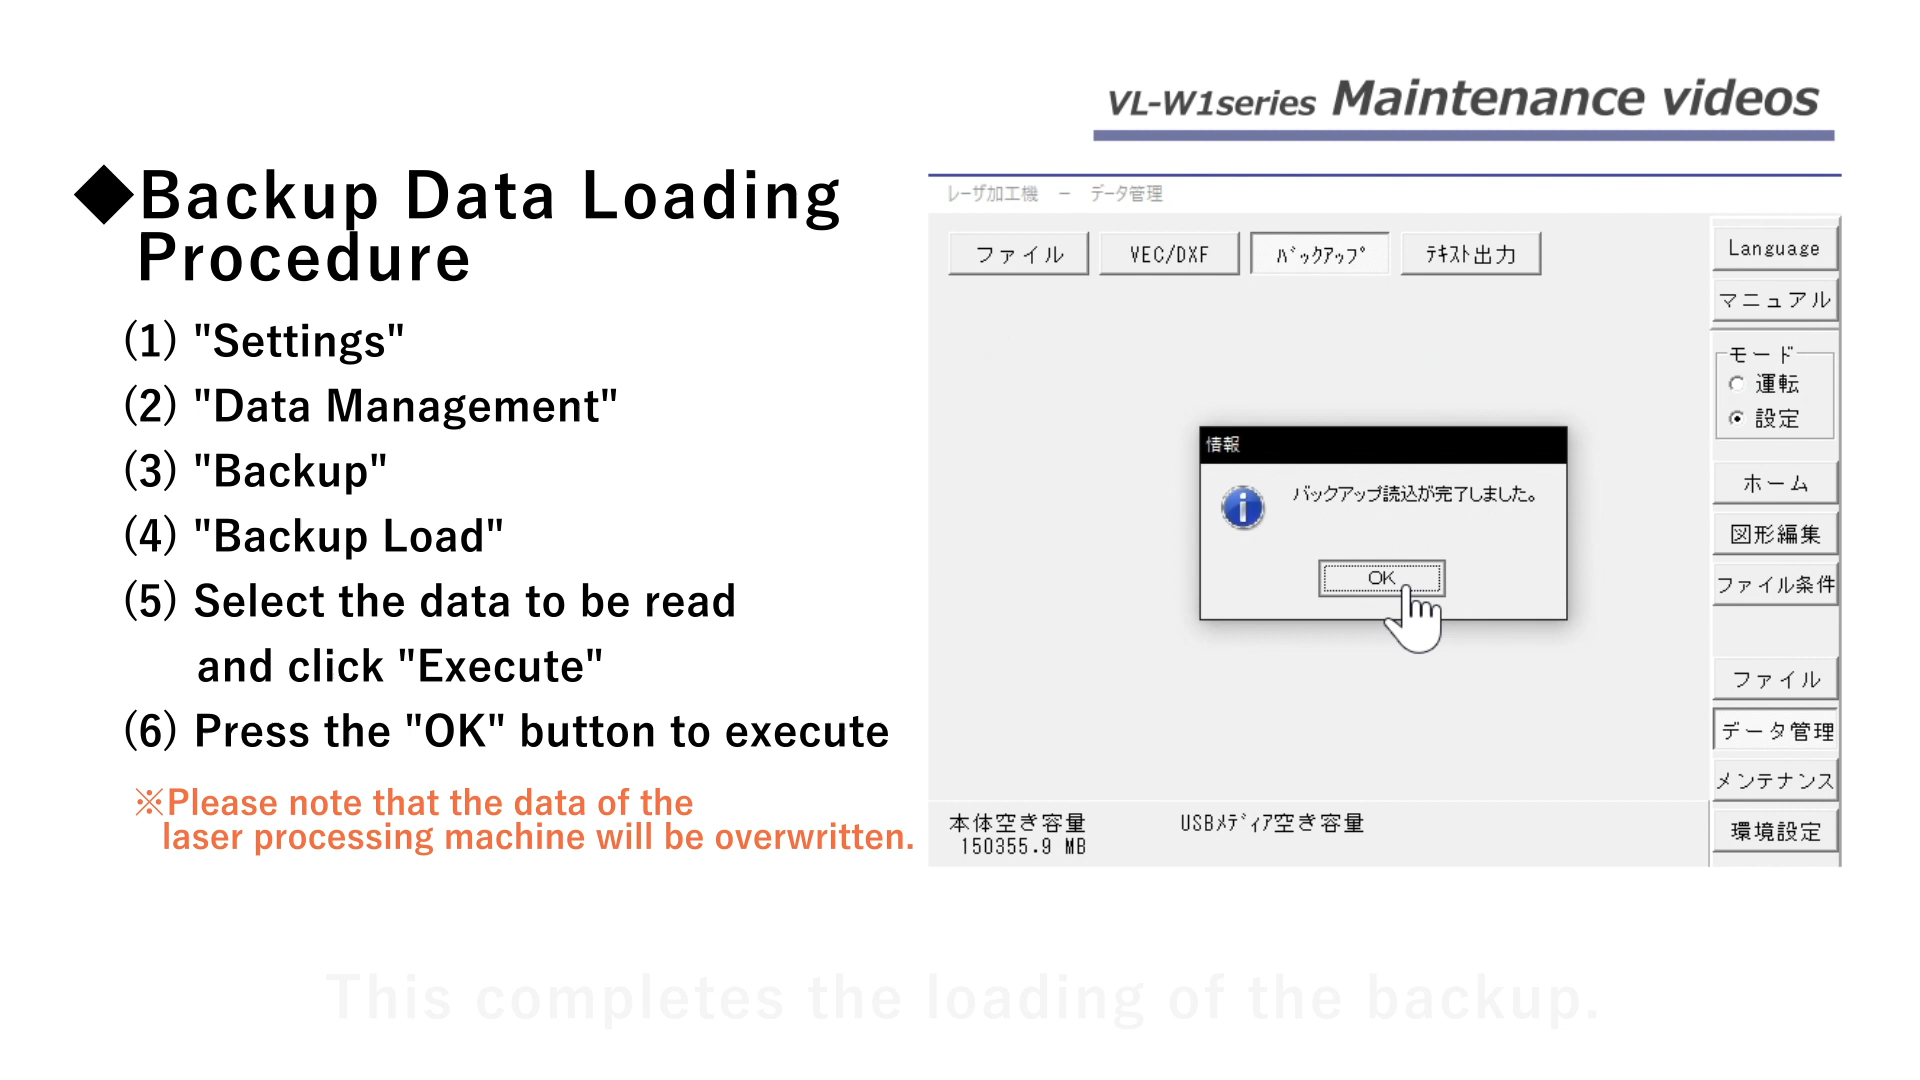 VL-W1series Maintenance videos
◆Backup Data Loading
Procedure
(1) "Settings"
(2) "Data Management"
(3) "Backup"
(4) "Backup Load"
(5) Select the data to be read
and click "Execute"
(6) Press the "OK" button to execute
※Please note that the data of the
laser processing machine will be overwritten.
レーザ加工機 － データ管理
ファイル
VEC/DXF
ﾊﾞｯｸｱｯﾌﾟ
ﾃｷｽﾄ出力
Language
マニュアル
モード
運転
設定
情報
バックアップ読込が完了しました。
OK
ホーム
図形編集
ファイル条件
ファイル
データ管理
メンテナンス
環境設定
本体空き容量
150355.9 MB
USBﾒﾃﾞｨｱ空き容量
This completes the loading of the backup.